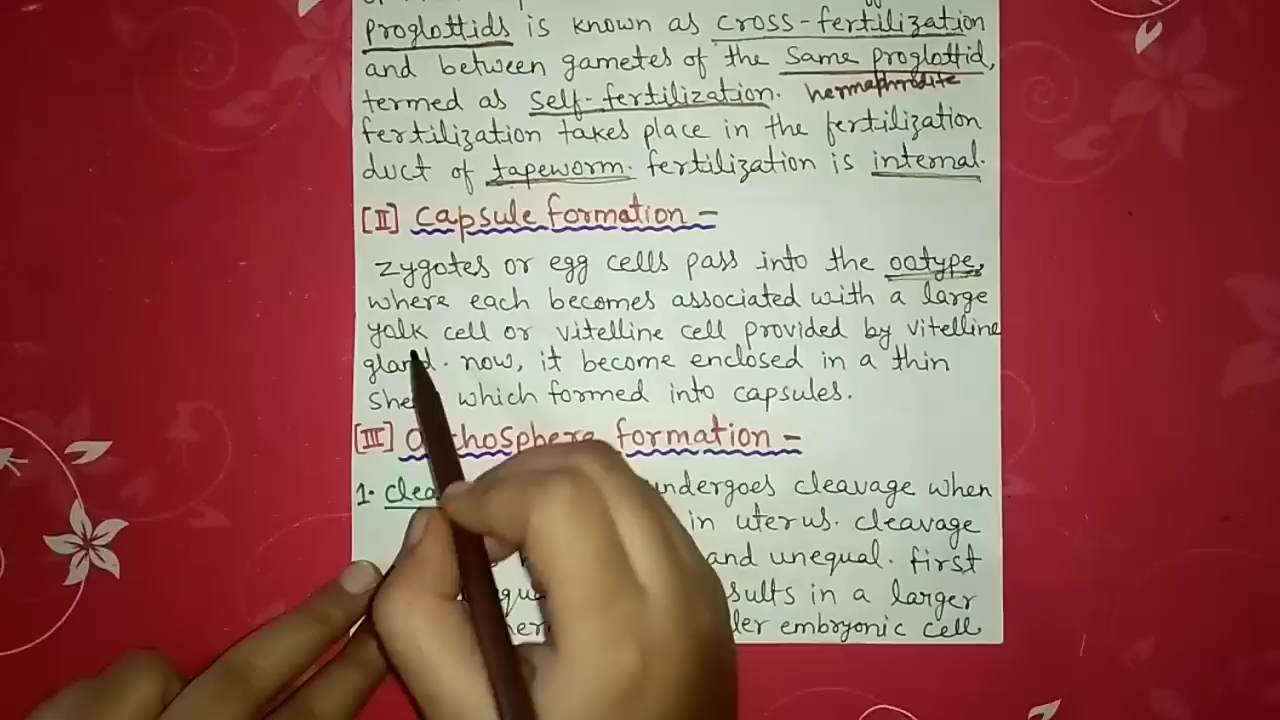 proglottids is known as cross-fertilization
and between gametes of the same proglottid,
termed as self-fertilization. hermaphrodite
fertilization takes place in the fertilization
duct of tapeworm. fertilization is internal.
[II] capsule formation -
zygotes or egg cells pass into the ootype,
where each becomes associated with a large
yalk cell or vitelline cell provided by vitelline
gland. now, it become enclosed in a thin
which formed into capsules.
[III] formation -
1. undergoes cleavage when
in uterus. cleavage
and unequal. first
in a larger
embryonic cell